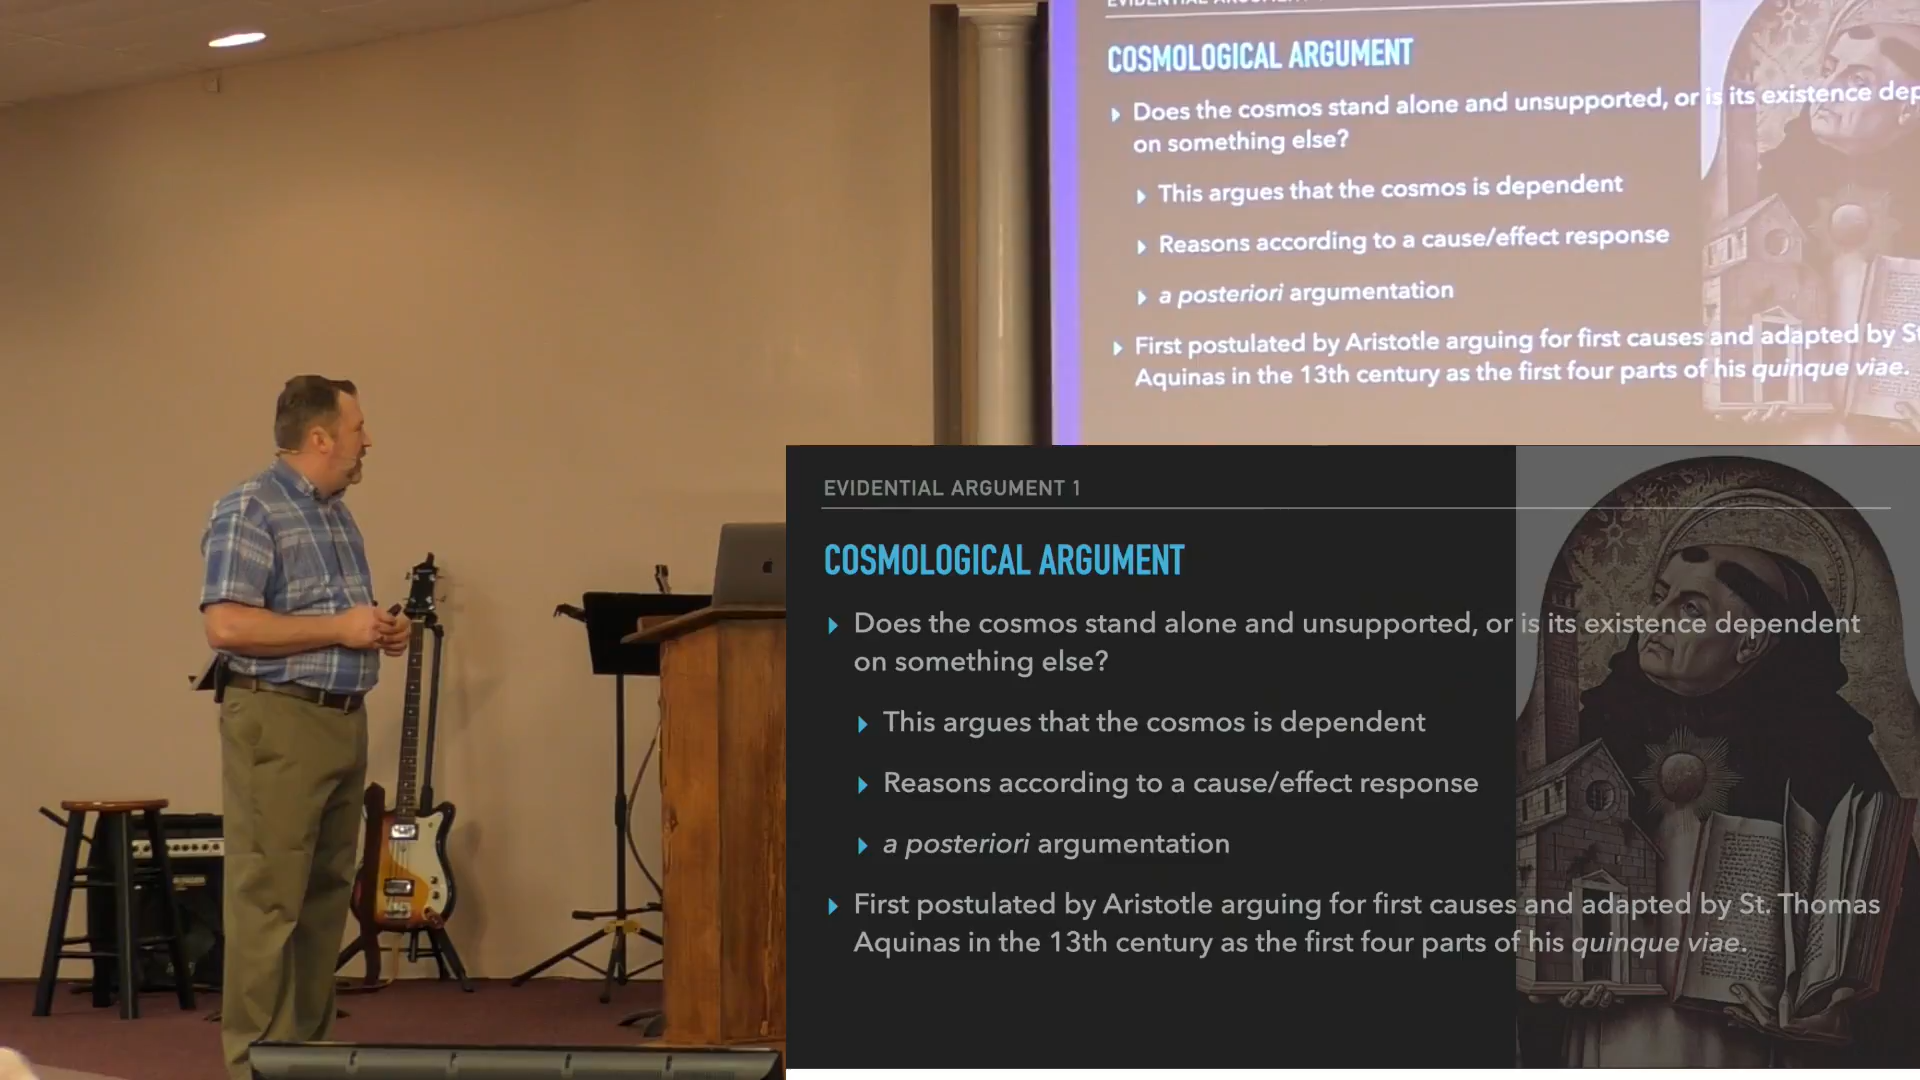 COSMOLOGICAL ARGUMENT
Does the cosmos stand alone and unsupported, or is its existence
on something else?
This argues that the cosmos is dependent
Reasons according to a cause/effect response
a posteriori argumentation
First postulated by Aristotle arguing for first causes and adapted by
Aquinas in the 13th century as the first four parts of his quinque viae.
EVIDENTIAL ARGUMENT 1
COSMOLOGICAL ARGUMENT
Does the cosmos stand alone and unsupported, or is its existence dependent
on something else?
This argues that the cosmos is dependent
Reasons according to a cause/effect response
a posteriori argumentation
First postulated by Aristotle arguing for first causes and adapted by St. Thomas
Aquinas in the 13th century as the first four parts of his quinque viae.